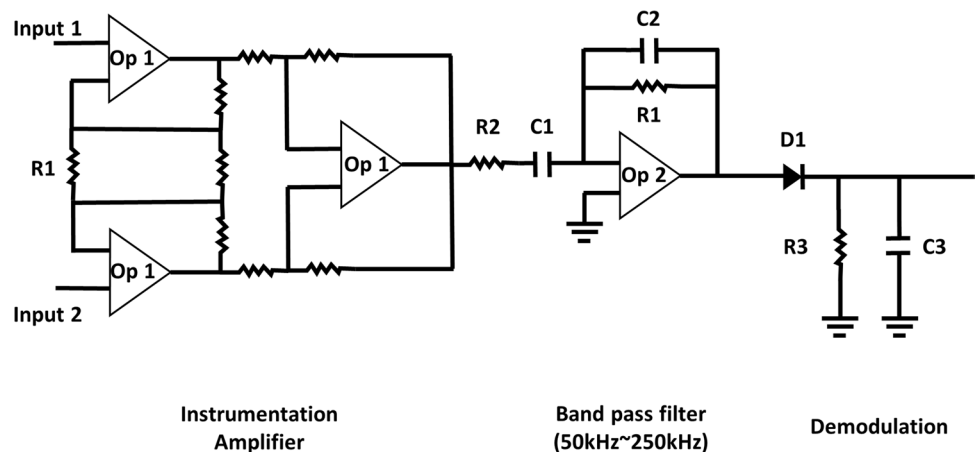 Input 1
Op 1
R1
Op 1
Input 2
Op 1
R2
C1
C2
R1
Op 2
D1
R3
C3
Instrumentation
Amplifier
Band pass filter
(50kHz~250kHz)
Demodulation